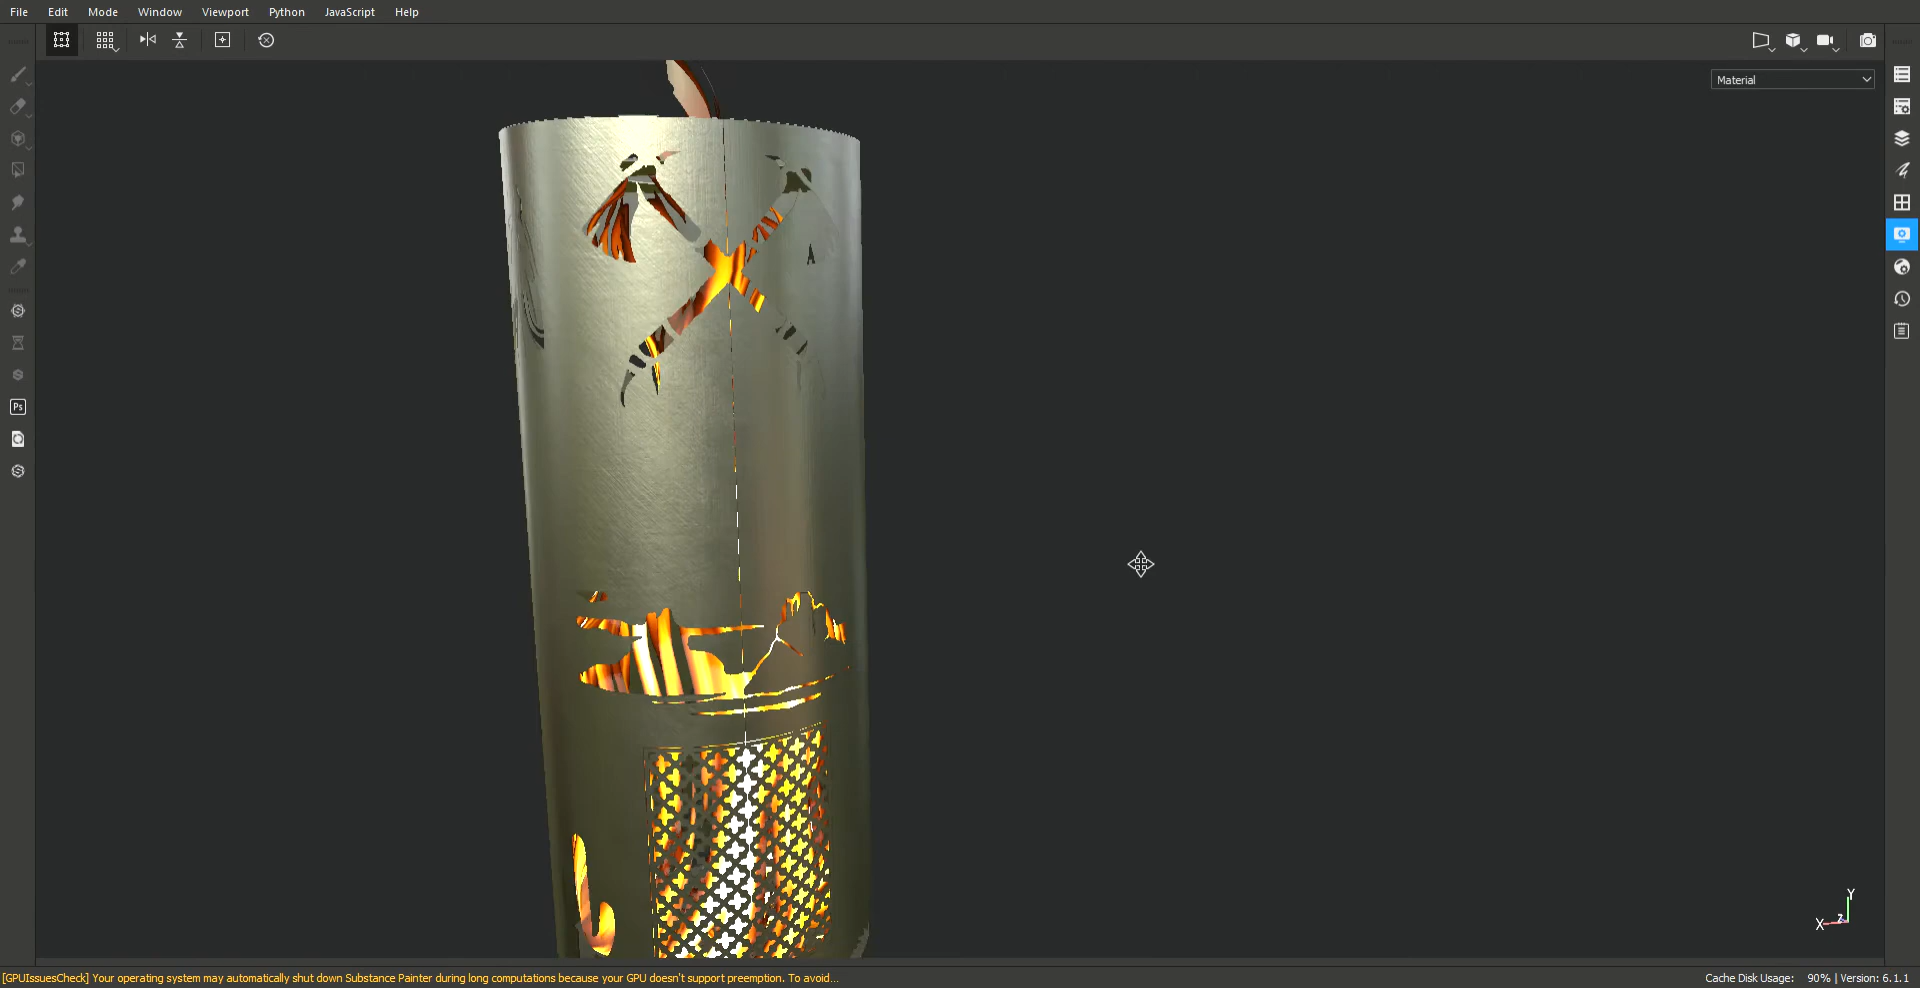 File Edit Mode Window Viewport Python JavaScript Help
Material
Ps
Y
X Z
[GPUIssuesCheck] Your operating system may automatically shut down Substance Painter during long computations because your GPU doesn't support preemption. To avoid...
Cache Disk Usage: 90% | Version: 6.1.1